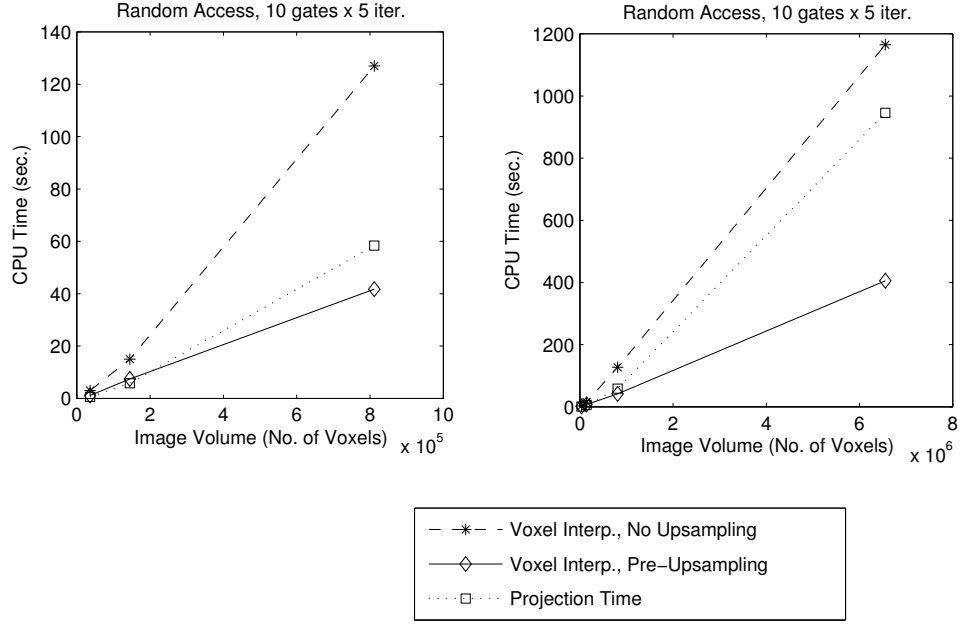 Random Access, 10 gates x 5 iter.
140
120
100
80
60
40
20
0
0
2
4
6
8
10
x 10^5
CPU Time (sec.)
Image Volume (No. of Voxels)
Random Access, 10 gates x 5 iter.
1200
1000
800
600
400
200
0
0
2
4
6
8
x 10^6
CPU Time (sec.)
Image Volume (No. of Voxels)
Voxel Interp., No Upsampling
Voxel Interp., Pre−Upsampling
Projection Time